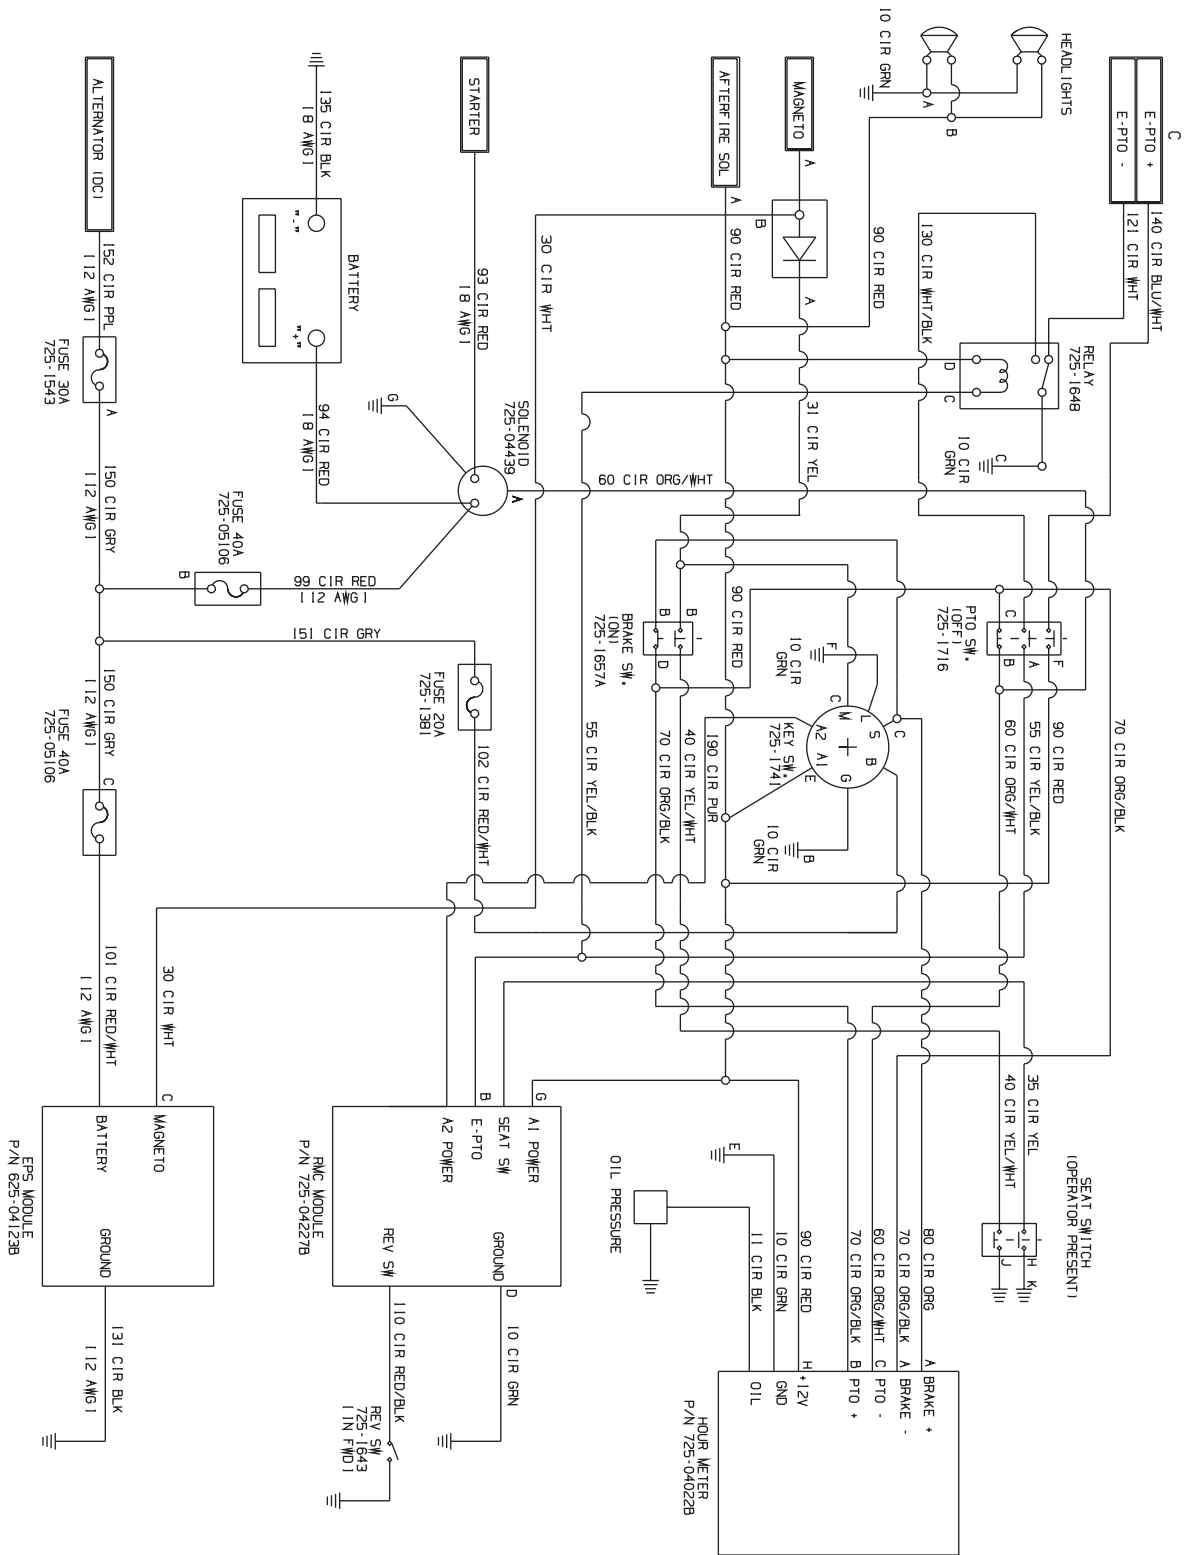 C
E-PTO +
E-PTO -
140 CIR BLU/WHT
121 CIR WHT
HEADLIGHTS
10 CIR GRN
A
B
90 CIR RED
130 CIR WHT/BLK
RELAY
725-1648
D
C
C
10 CIR
GRN
MAGNETO
A
B
A
31 CIR YEL
AFTERFIRE SOL
A
90 CIR RED
30 CIR WHT
STARTER
93 CIR RED
[8 AWG]
SOLENOID
725-04439
A
G
60 CIR ORG/WHT
135 CIR BLK
[8 AWG]
BATTERY
"-"
"+"
94 CIR RED
[8 AWG]
ALTERNATOR (DC)
152 CIR PPL
[12 AWG]
FUSE 30A
725-1543
A
150 CIR GRY
[12 AWG]
FUSE 40A
725-05106
B
99 CIR RED
[12 AWG]
151 CIR GRY
FUSE 20A
725-1381
102 CIR RED/WHT
150 CIR GRY
[12 AWG]
FUSE 40A
725-05106
C
101 CIR RED/WHT
[12 AWG]
30 CIR WHT
PTO SW.
(OFF)
725-1716
C
F
A
B
90 CIR RED
55 CIR YEL/BLK
60 CIR ORG/WHT
70 CIR ORG/BLK
BRAKE SW.
(ON)
725-1657A
B
B
D
90 CIR RED
40 CIR YEL/WHT
70 CIR ORG/BLK
55 CIR YEL/BLK
190 CIR PUR
KEY SW.
725-1741
C
M
L
S
C
B
G
A1
A2
E
F
10 CIR
GRN
B
10 CIR
GRN
35 CIR YEL
40 CIR YEL/WHT
SEAT SWITCH
(OPERATOR PRESENT)
H
K
J
80 CIR ORG
70 CIR ORG/BLK
60 CIR ORG/WHT
70 CIR ORG/BLK
90 CIR RED
10 CIR GRN
11 CIR BLK
A BRAKE +
A BRAKE -
C PTO -
B PTO +
H +12V
GND
OIL
HOUR METER
P/N 725-04022B
E
OIL PRESSURE
G
A1 POWER
SEAT SW
B
E-PTO
A2 POWER
GROUND
REV SW
RMC MODULE
P/N 725-04227B
D
10 CIR GRN
110 CIR RED/BLK
REV SW
725-1643
[IN FWD]
C
MAGNETO
BATTERY
GROUND
EPS MODULE
P/N 625-04123B
131 CIR BLK
[12 AWG]